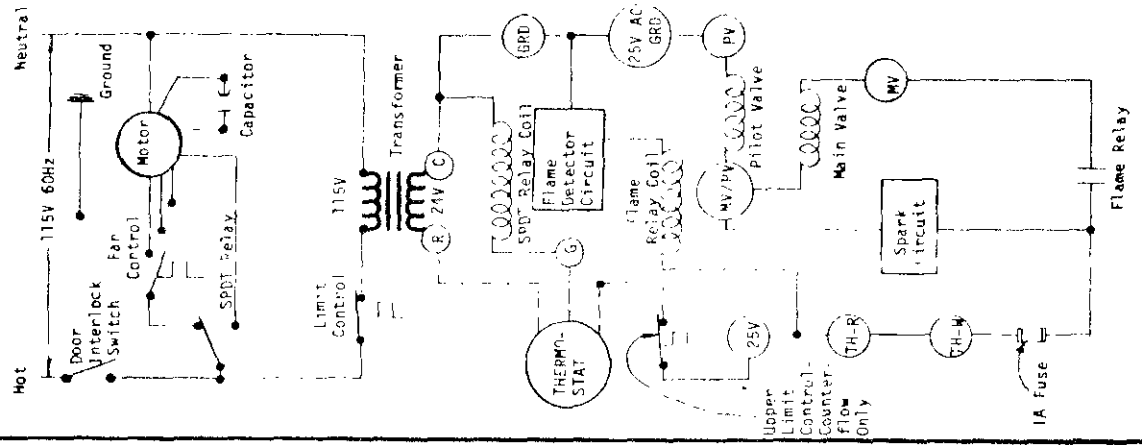 Hot
115V 60Hz
Neutral
Door
Interlock
Switch
Fan
Control
SPDT Relay
Motor
Ground
Capacitor
Limit
Control
115V
Transformer
R
24V
C
GRD
SPDT Relay Coil
G
THERMO-
STAT
Flame
Detector
Circuit
25V AC
GRD
Flame
Relay Coil
PV
Pilot Valve
MV/PV
25V
Upper
Limit
Control-
Counter-
flow
Only
Main Valve
MV
TH-R
TH-W
Spark
Circuit
1A Fuse
Flame Relay